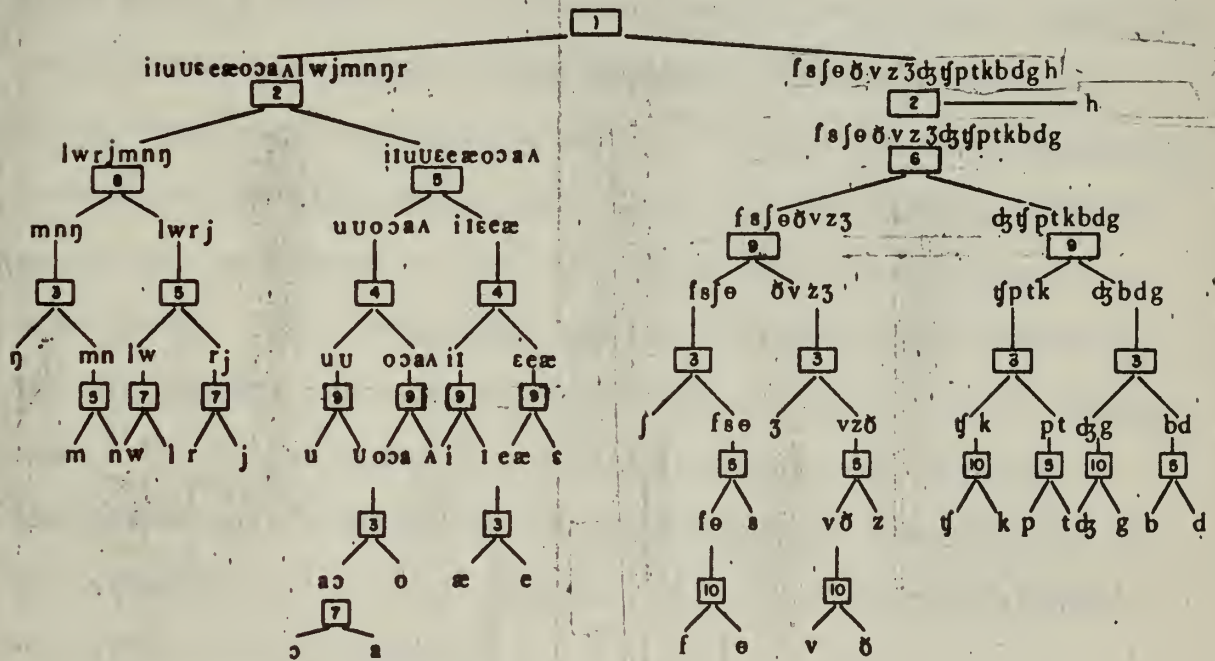 1
iɪuʊɛeæoɔaʌlwjmnŋr fsʃθðvzʒʤʧptkbdgh
2 2 h
fsʃθðvzʒʤʧptkbdg
lwrjmnŋ iɪuʊɛeæoɔaʌ
6 5 6
mnŋ lwrj uʊoɔaʌ iɪɛeæ fsʃθðvzʒ ʤʧptkbdg
9 9
fsʃθ ðvzʒ ʧptk ʤbdg
3 5 4 4
ŋ mn lw rj uʊ oɔaʌ iɪ ɛeæ 3 3 3 3
5 7 7 9 9 9 9
ʃ fsθ ʒ vzð ʧk pt ʤg bd
m n w l r j u ʊ oɔa ʌ i ɪ eæ ɛ 5 5 10 5 10 5
3 3 fθ s vð z ʧ k p t ʤ g b d
aɔ o æ e 10 10
7
ɔ a f θ v ð